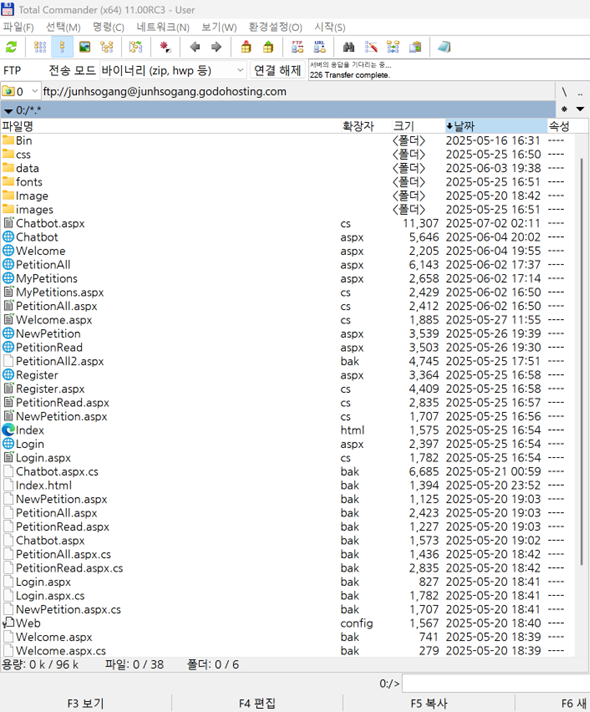 Total Commander (x64) 11.00RC3 - User
파일(F) 선택(M) 명령(C) 네트워크(N) 보기(W) 환경설정(O) 시작(S)
FTP 전송 모드 바이너리 (zip, hwp 등) 연결 해제 서버의 응답을 기다리는 중...
226 Transfer complete.
0 ftp://junhsogang@junhsogang.godohosting.com \ ..
0:/*.* * 
파일명 확장자 크기 날짜 속성
Bin <폴더> 2025-05-16 16:31 ----
css <폴더> 2025-05-25 16:50 ----
data <폴더> 2025-06-03 19:38 ----
fonts <폴더> 2025-05-25 16:51 ----
Image <폴더> 2025-05-20 18:42 ----
images <폴더> 2025-05-25 16:51 ----
Chatbot.aspx cs 11,307 2025-07-02 02:11 ----
Chatbot aspx 5,646 2025-06-04 20:02 ----
Welcome aspx 2,205 2025-06-04 19:55 ----
PetitionAll aspx 6,143 2025-06-02 17:37 ----
MyPetitions aspx 2,658 2025-06-02 17:14 ----
MyPetitions.aspx cs 2,429 2025-06-02 16:50 ----
PetitionAll.aspx cs 2,412 2025-06-02 16:50 ----
Welcome.aspx cs 1,885 2025-05-27 11:55 ----
NewPetition aspx 3,539 2025-05-26 19:39 ----
PetitionRead aspx 3,503 2025-05-26 19:30 ----
PetitionAll2.aspx bak 4,745 2025-05-25 17:51 ----
Register aspx 3,364 2025-05-25 16:58 ----
Register.aspx cs 4,409 2025-05-25 16:58 ----
PetitionRead.aspx cs 2,835 2025-05-25 16:57 ----
NewPetition.aspx cs 1,707 2025-05-25 16:56 ----
Index html 1,575 2025-05-25 16:54 ----
Login aspx 2,397 2025-05-25 16:54 ----
Login.aspx cs 1,782 2025-05-25 16:54 ----
Chatbot.aspx.cs bak 6,685 2025-05-21 00:59 ----
Index.html bak 1,394 2025-05-20 23:52 ----
NewPetition.aspx bak 1,125 2025-05-20 19:03 ----
PetitionAll.aspx bak 2,423 2025-05-20 19:03 ----
PetitionRead.aspx bak 1,227 2025-05-20 19:03 ----
Chatbot.aspx bak 1,573 2025-05-20 19:02 ----
PetitionAll.aspx.cs bak 1,436 2025-05-20 18:42 ----
PetitionRead.aspx.cs bak 2,835 2025-05-20 18:42 ----
Login.aspx bak 827 2025-05-20 18:41 ----
Login.aspx.cs bak 1,782 2025-05-20 18:41 ----
NewPetition.aspx.cs bak 1,707 2025-05-20 18:41 ----
Web config 1,567 2025-05-20 18:40 ----
Welcome.aspx bak 741 2025-05-20 18:39 ----
Welcome.aspx.cs bak 279 2025-05-20 18:39 ----
용량: 0 k / 96 k 파일: 0 / 38 폴더: 0 / 6
0:/>
F3 보기 F4 편집 F5 복사 F6 새